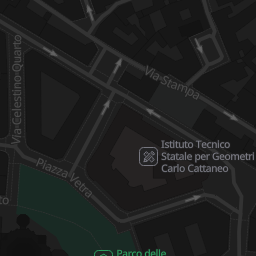 Via Celestino Quarto
Via Stampa
Istituto Tecnico
Statale per Geometri
Carlo Cattaneo
Piazza Vetra
Parco delle